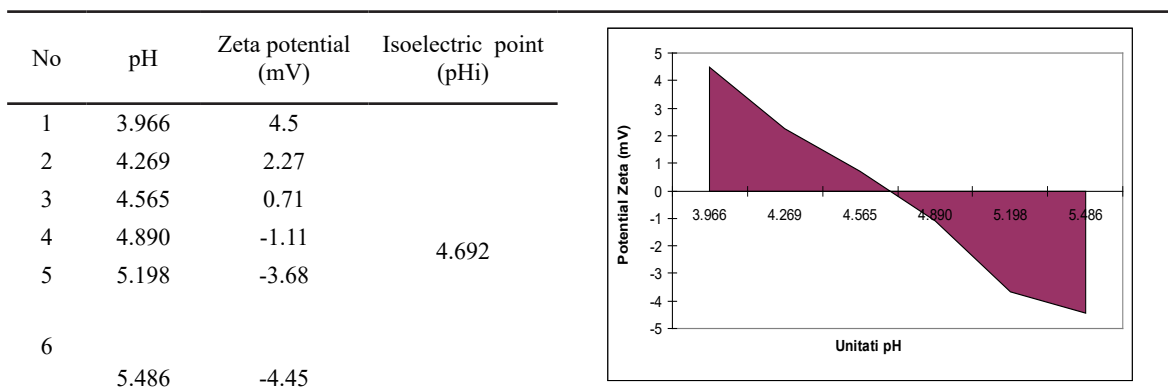 No pH Zeta potential (mV) Isoelectric point (pHi)
1 3.966 4.5
2 4.269 2.27
3 4.565 0.71
4 4.890 -1.11
4.692
5 5.198 -3.68
6
5.486 -4.45
5
4
3
2
1
0
-1
-2
-3
-4
-5
Potential Zeta (mV)
3.966 4.269 4.565 4.890 5.198 5.486
Unitati pH